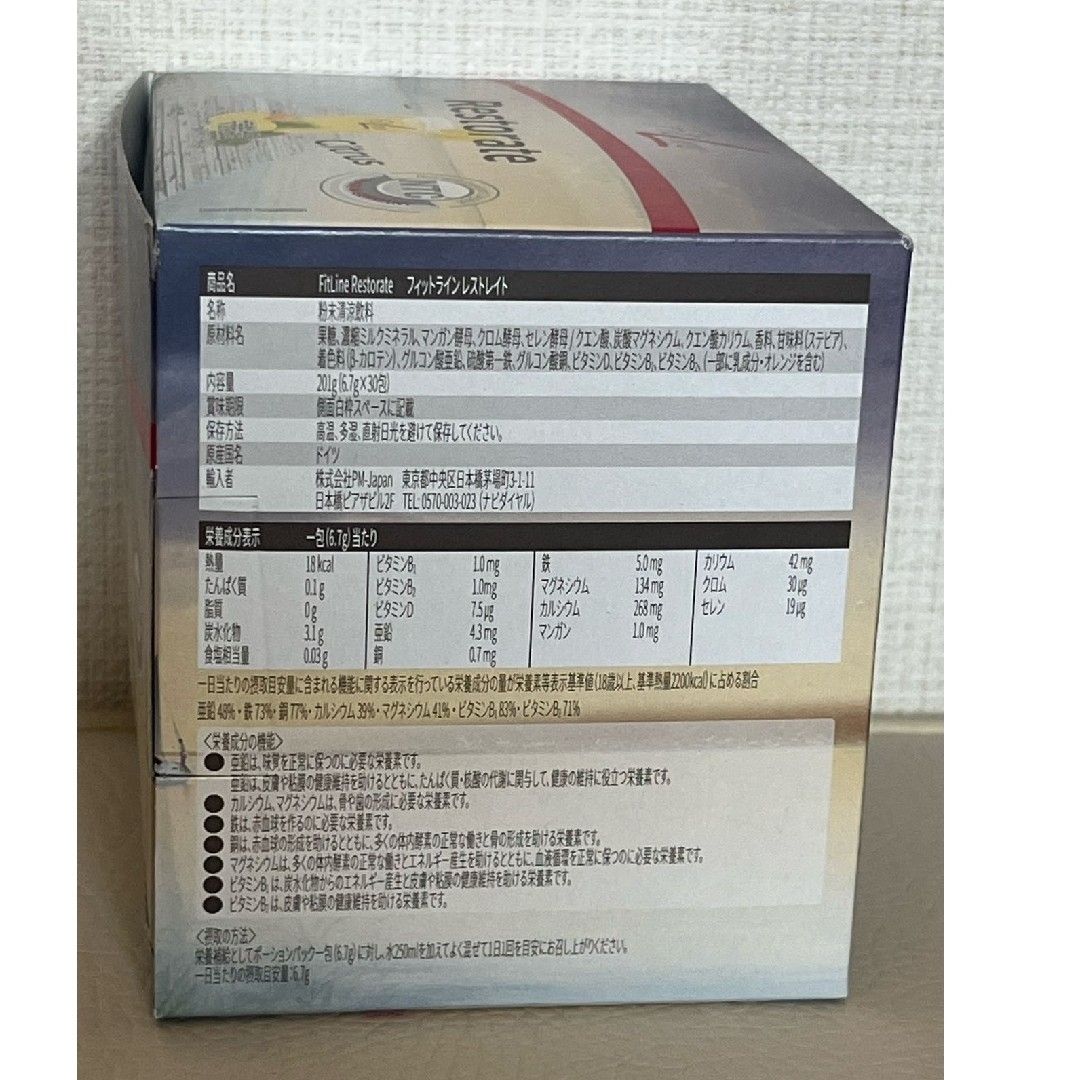 Restorate
Citrus
NTC
商品名 FitLine Restorate フィットライン レストレイト
名称 粉末清涼飲料
原材料名 果糖、濃縮ミルクミネラル、マンガン酵母、クロム酵母、セレン酵母 / クエン酸、炭酸マグネシウム、クエン酸カリウム、香料、甘味料(ステビア)、
着色料(β-カロテン)、グルコン酸亜鉛、硫酸第一鉄、グルコン酸銅、ビタミンD、ビタミンB₁、ビタミンB₂、(一部に乳成分・オレンジを含む)
内容量 201g(6.7g×30包)
賞味期限 側面白枠スペースに記載
保存方法 高温、多湿、直射日光を避けて保存してください。
原産国名 ドイツ
輸入者 株式会社PM-Japan 東京都中央区日本橋茅場町3-1-11
日本橋ピアザビル2F TEL: 0570-003-023 (ナビダイヤル)
栄養成分表示 一包(6.7g)当たり
熱量 18 kcal ビタミンB₁ 1.0 mg 鉄 5.0 mg カリウム 42 mg
たんぱく質 0.1 g ビタミンB₂ 1.0mg マグネシウム 134 mg クロム 30 μg
脂質 0 g ビタミンD 7.5 μg カルシウム 268 mg セレン 19 μg
炭水化物 3.1 g 亜鉛 4.3 mg マンガン 1.0 mg
食塩相当量 0.03 g 銅 0.7 mg
一日当たりの摂取目安量に含まれる機能に関する表示を行っている栄養成分の量が栄養素等表示基準値(18歳以上、基準熱量2200kcal)に占める割合
亜鉛 48%・鉄 73%・銅 77%・カルシウム 39%・マグネシウム 41%・ビタミンB₁ 83%・ビタミンB₂ 71%
<栄養成分の機能>
● 亜鉛は、味覚を正常に保つのに必要な栄養素です。
亜鉛は、皮膚や粘膜の健康維持を助けるとともに、たんぱく質・核酸の代謝に関与して、健康の維持に役立つ栄養素です。
● カルシウム、マグネシウムは、骨や歯の形成に必要な栄養素です。
● 鉄は、赤血球を作るのに必要な栄養素です。
● 銅は、赤血球の形成を助けるとともに、多くの体内酵素の正常な働きと骨の形成を助ける栄養素です。
● マグネシウムは、多くの体内酵素の正常な働きとエネルギー産生を助けるとともに、血液循環を正常に保つのに必要な栄養素です。
● ビタミンB₁は、炭水化物からのエネルギー産生と皮膚や粘膜の健康維持を助ける栄養素です。
● ビタミンB₂は、皮膚や粘膜の健康維持を助ける栄養素です。
<摂取の方法>
栄養補給としてポーションパック一包(6.7g)に対し、水250mlを加えてよく混ぜて1日1回を目安にお召し上がりください。
一日当たりの摂取目安量:6.7g